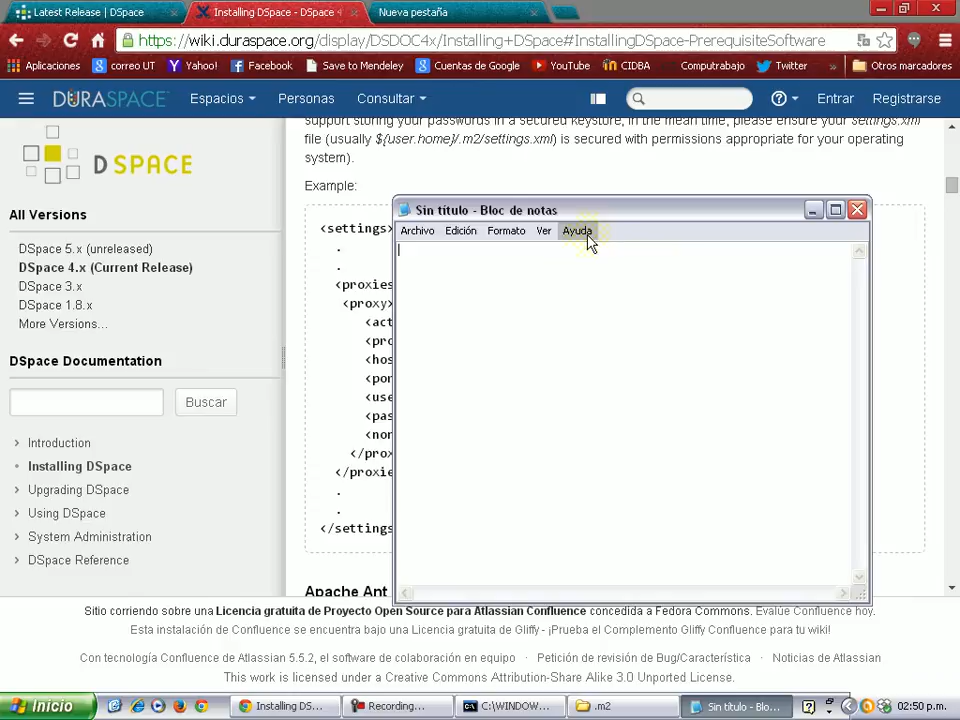 Latest Release | DSpace
Installing DSpace - DSpace 4
Nueva pestaña
https://wiki.duraspace.org/display/DSDOC4x/Installing+DSpace#InstallingDSpace-PrerequisiteSoftware
Aplicaciones
correo UT
Yahoo!
Facebook
Save to Mendeley
Cuentas de Google
YouTube
CIDBA
Computrabajo
Twitter
»
Otros marcadores
DURASPACE
Espacios
Personas
Consultar
Entrar
Registrarse
support storing your passwords in a secured keystore, in the mean time, please ensure your settings.xml
file (usually ${user.home}/.m2/settings.xml) is secured with permissions appropriate for your operating
system).
DSPACE
Example:
All Versions
DSpace 5.x (unreleased)
DSpace 4.x (Current Release)
DSpace 3.x
DSpace 1.8.x
More Versions...
DSpace Documentation
Buscar
Introduction
Installing DSpace
Upgrading DSpace
Using DSpace
System Administration
DSpace Reference
<settings>
.
.
<proxies
<proxy>
<act
<pro
<hos
<por
<use
<pas
<non
</pro
</proxie
.
.
</settings
Apache Ant
Sin título - Bloc de notas
Archivo
Edición
Formato
Ver
Ayuda
Sitio corriendo sobre una Licencia gratuita de Proyecto Open Source para Atlassian Confluence concedida a Fedora Commons. Evalúe Confluence hoy.
Esta instalación de Confluence se encuentra bajo una Licencia gratuita de Gliffy - ¡Prueba el Complemento Gliffy Confluence para tu wiki!
Con tecnología Confluence de Atlassian 5.5.2, el software de colaboración en equipo · Petición de revisión de Bug/Característica · Noticias de Atlassian
This work is licensed under a Creative Commons Attribution-Share Alike 3.0 Unported License.
Inicio
Installing DS...
Recording...
C:\WINDOW...
.m2
Sin título - Blo...
02:50 p.m.